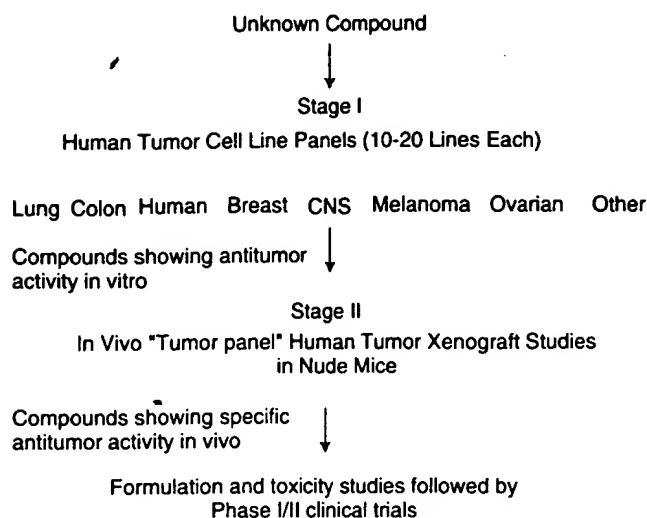 Unknown Compound
Stage I
Human Tumor Cell Line Panels (10-20 Lines Each)
Lung Colon Human Breast CNS Melanoma Ovarian Other
Compounds showing antitumor
activity in vitro
Stage II
In Vivo "Tumor panel" Human Tumor Xenograft Studies
in Nude Mice
Compounds showing specific
antitumor activity in vivo
Formulation and toxicity studies followed by
Phase I/II clinical trials